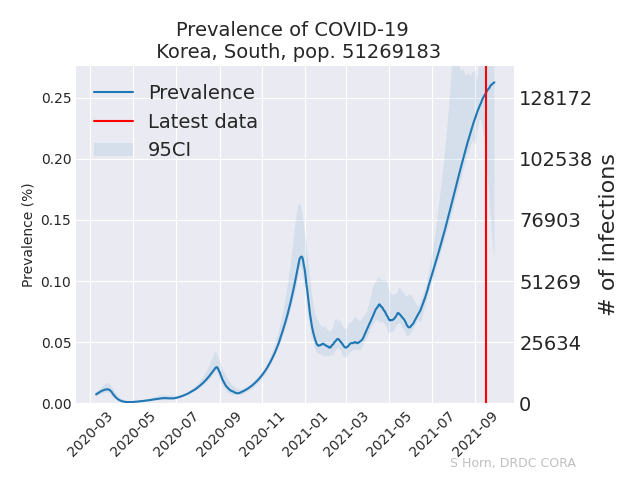 Prevalence of COVID-19
Korea, South, pop. 51269183
Prevalence
Latest data
95CI
Prevalence (%)
0.25
0.20
0.15
0.10
0.05
0.00
128172
102538
76903
51269
25634
0
# of infections
2020-03
2020-05
2020-07
2020-09
2020-11
2021-01
2021-03
2021-05
2021-07
2021-09
S Horn, DRDC CORA